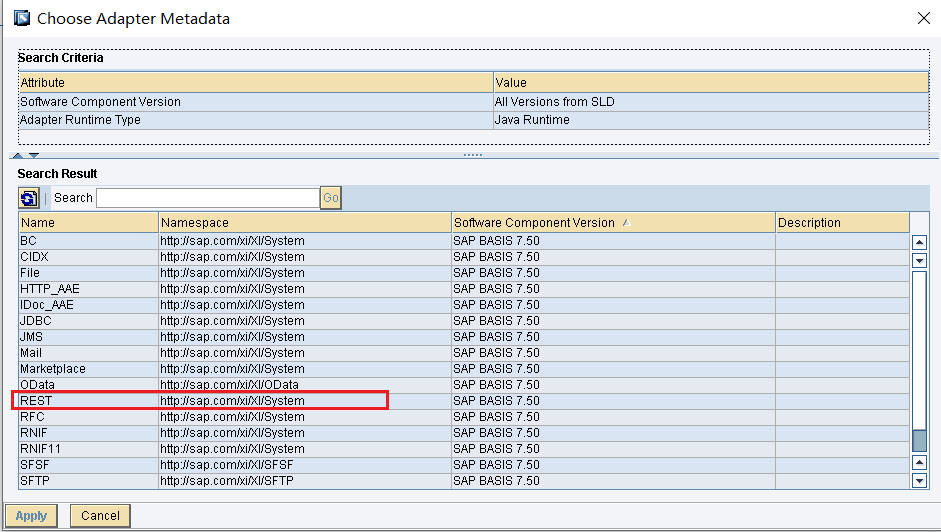 Choose Adapter Metadata
Search Criteria
Attribute Value
Software Component Version All Versions from SLD
Adapter Runtime Type Java Runtime
Search Result
Search Go
Name Namespace Software Component Version Description
BC http://sap.com/xi/XI/System SAP BASIS 7.50
CIDX http://sap.com/xi/XI/System SAP BASIS 7.50
File http://sap.com/xi/XI/System SAP BASIS 7.50
HTTP_AAE http://sap.com/xi/XI/System SAP BASIS 7.50
IDoc_AAE http://sap.com/xi/XI/System SAP BASIS 7.50
JDBC http://sap.com/xi/XI/System SAP BASIS 7.50
JMS http://sap.com/xi/XI/System SAP BASIS 7.50
Mail http://sap.com/xi/XI/System SAP BASIS 7.50
Marketplace http://sap.com/xi/XI/System SAP BASIS 7.50
OData http://sap.com/xi/XI/OData SAP BASIS 7.50
REST http://sap.com/xi/XI/System SAP BASIS 7.50
RFC http://sap.com/xi/XI/System SAP BASIS 7.50
RNIF http://sap.com/xi/XI/System SAP BASIS 7.50
RNIF11 http://sap.com/xi/XI/System SAP BASIS 7.50
SFSF http://sap.com/xi/XI/SFSF SAP BASIS 7.50
SFTP http://sap.com/xi/XI/SFTP SAP BASIS 7.50
Apply Cancel